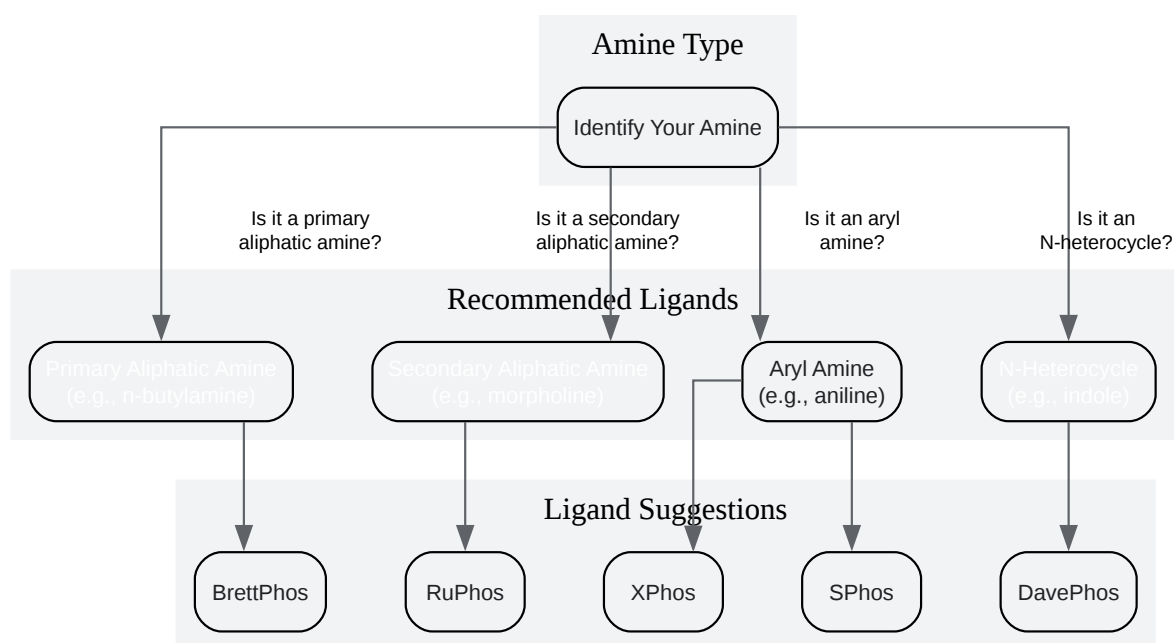 Amine Type
Identify Your Amine
Is it a primary
aliphatic amine?
Is it a secondary
aliphatic amine?
Is it an aryl
amine?
Is it an
N-heterocycle?
Recommended Ligands
Primary Aliphatic Amine
(e.g., n-butylamine)
Secondary Aliphatic Amine
(e.g., morpholine)
Aryl Amine
(e.g., aniline)
N-Heterocycle
(e.g., indole)
Ligand Suggestions
BrettPhos
RuPhos
XPhos
SPhos
DavePhos